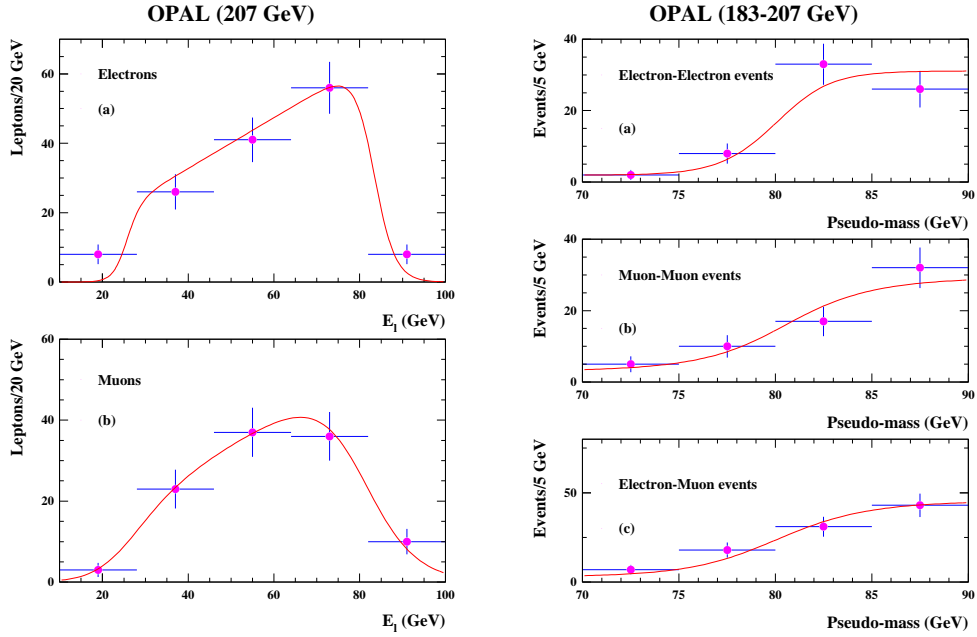 OPAL (207 GeV)
Leptons/20 GeV
60
40
20
0
Electrons
(a)
20 40 60 80 100
E_l (GeV)
Leptons/20 GeV
60
40
20
0
Muons
(b)
20 40 60 80 100
E_l (GeV)
OPAL (183-207 GeV)
Events/5 GeV
40
20
0
Electron-Electron events
(a)
70 75 80 85 90
Pseudo-mass (GeV)
Events/5 GeV
40
20
0
Muon-Muon events
(b)
70 75 80 85 90
Pseudo-mass (GeV)
Events/5 GeV
50
0
Electron-Muon events
(c)
70 75 80 85 90
Pseudo-mass (GeV)